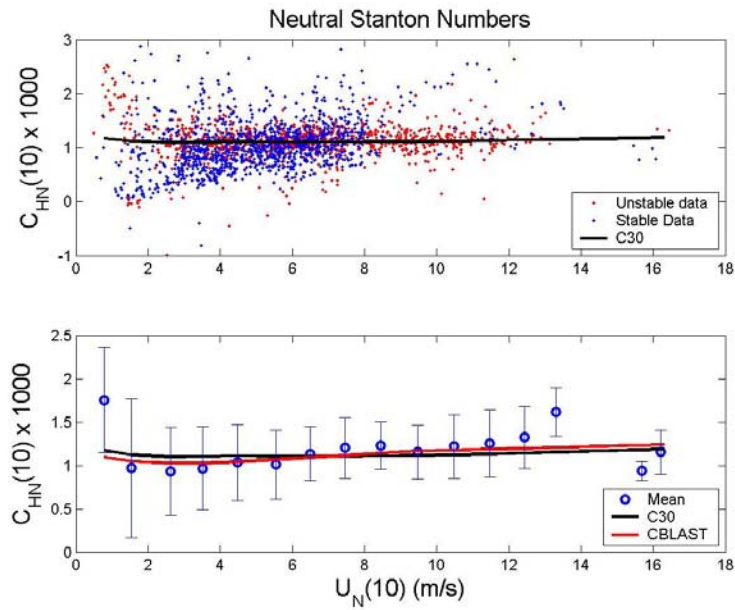 Neutral Stanton Numbers
C_HN(10) x 1000
3
2
1
0
-1
Unstable data
Stable Data
C30
0 2 4 6 8 10 12 14 16 18
C_HN(10) x 1000
2.5
2
1.5
1
0.5
0
Mean
C30
CBLAST
0 2 4 6 8 10 12 14 16 18
U_N(10) (m/s)